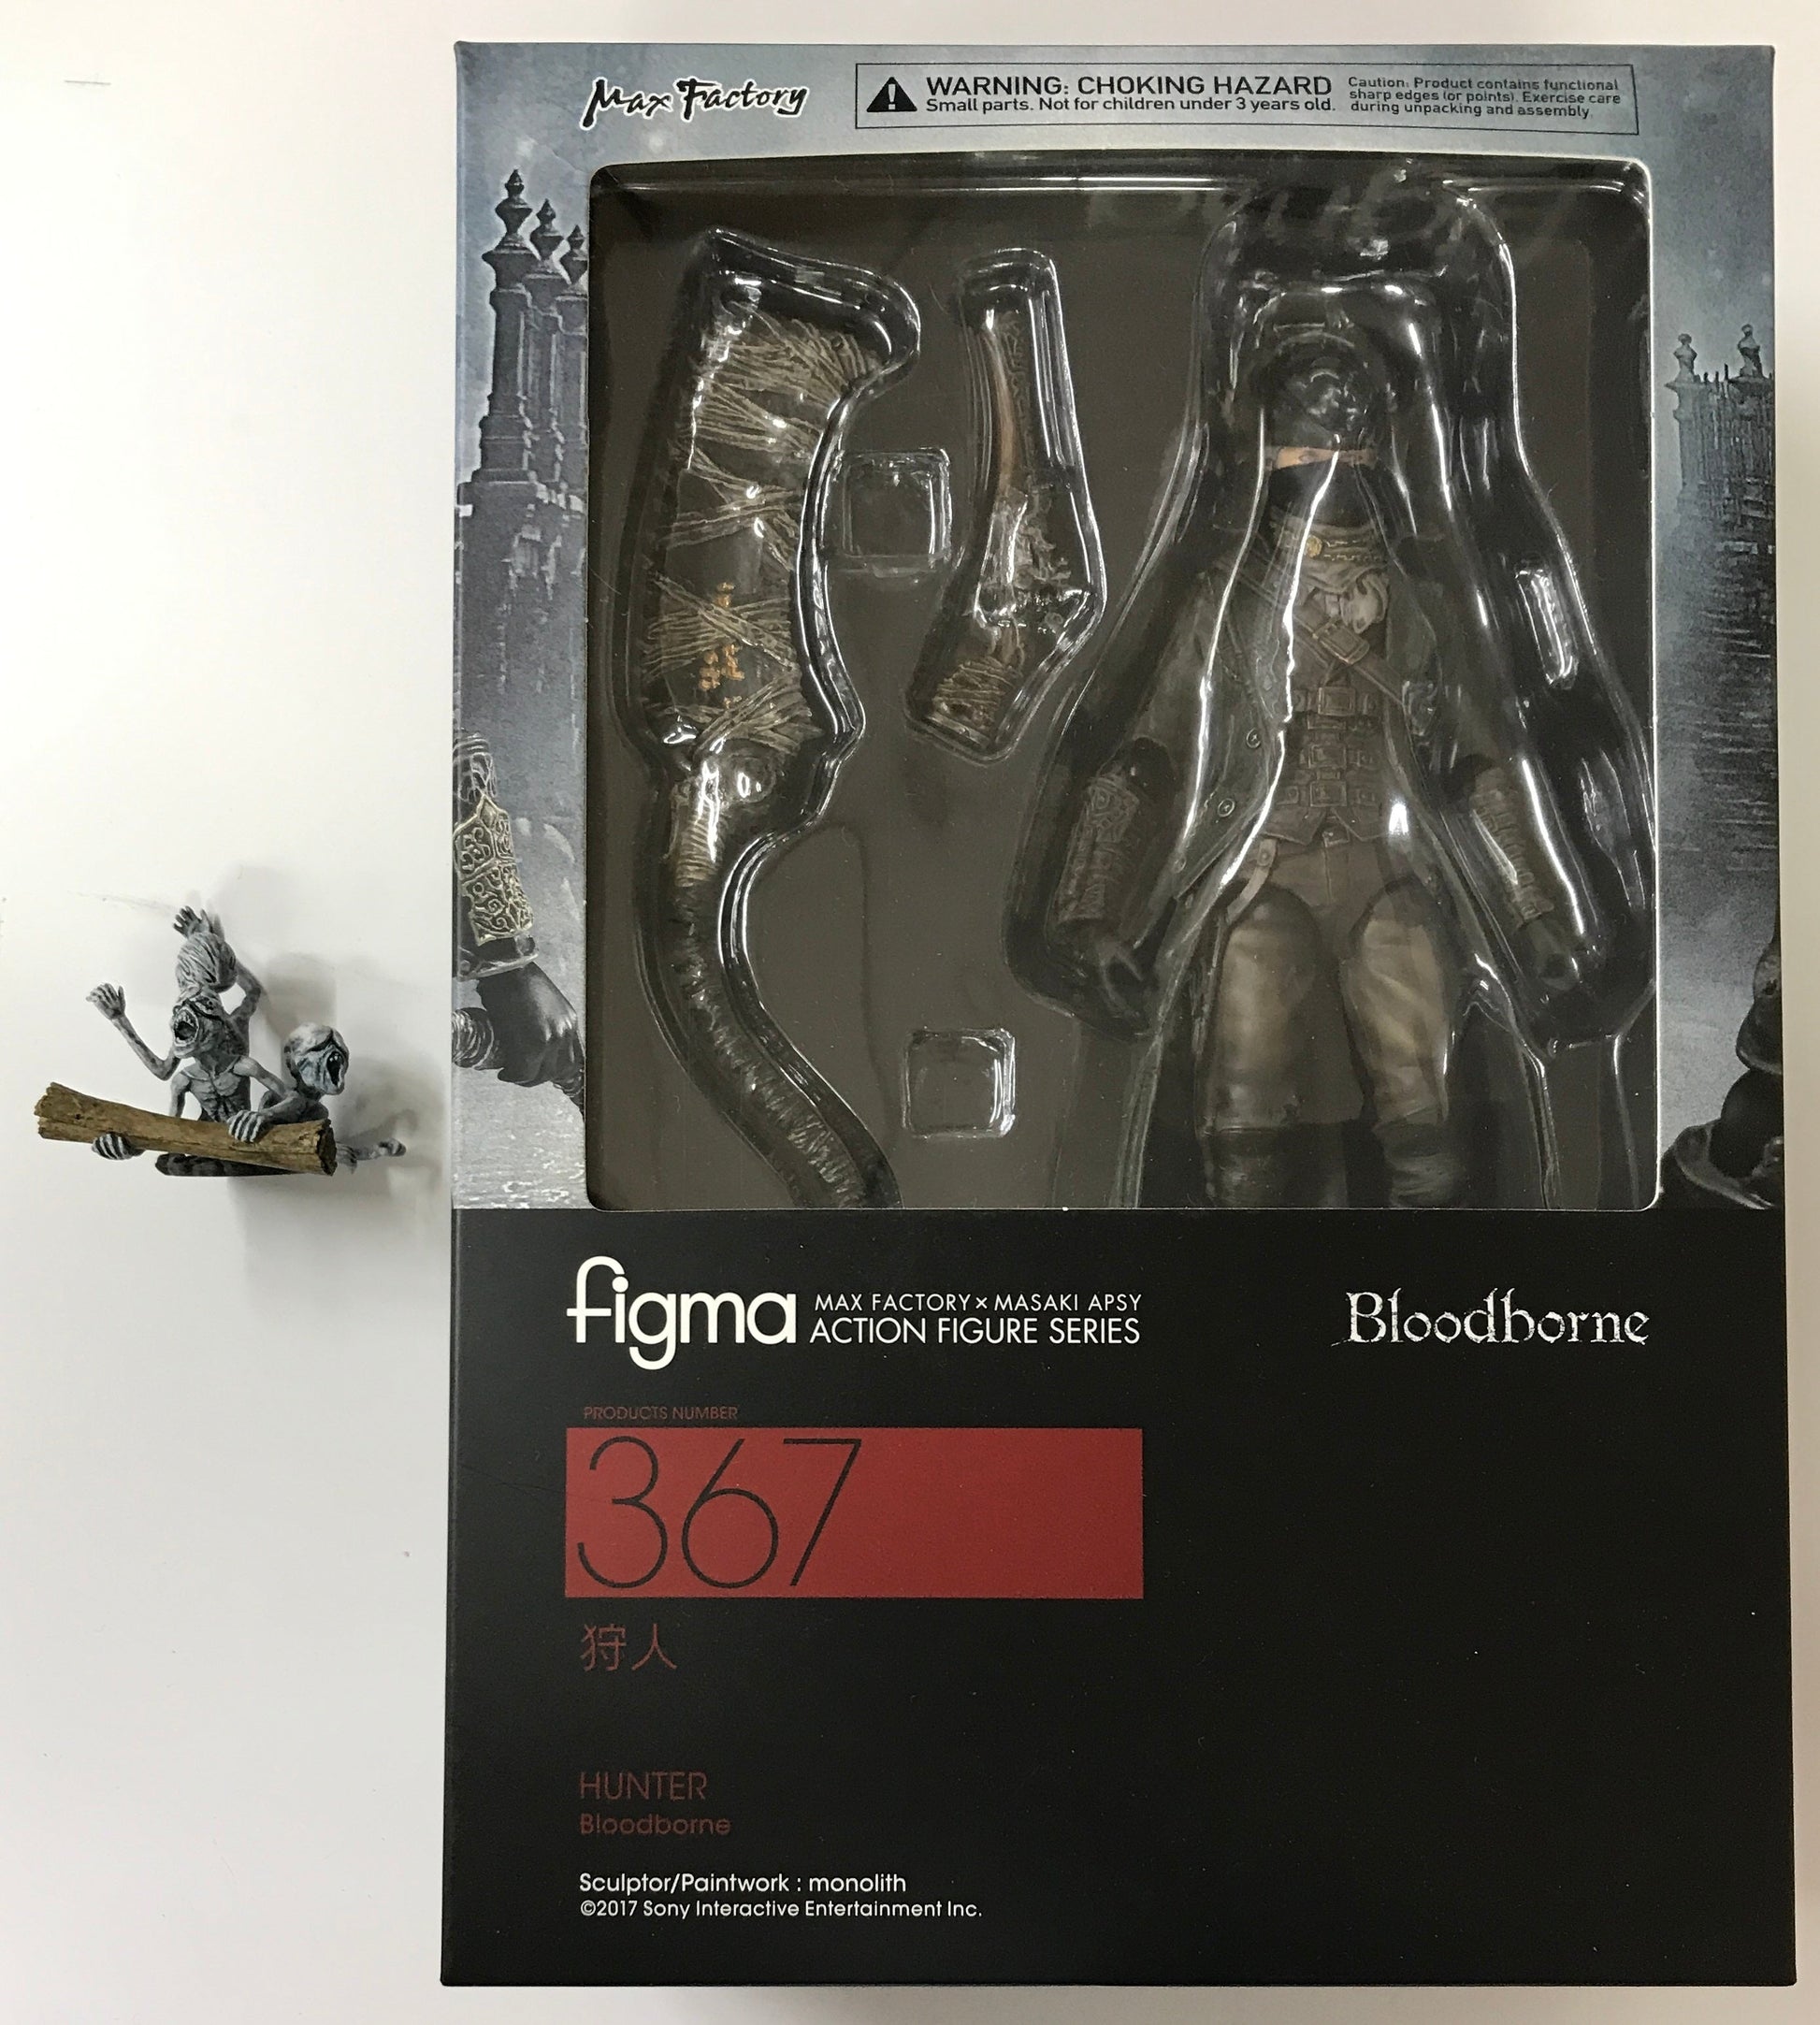 Max Factory
WARNING: CHOKING HAZARD
Small parts. Not for children under 3 years old.
Caution: Product contains functional
sharp edges (or points). Exercise care
during unpacking and assembly.
figma
MAX FACTORY × MASAKI APSY
ACTION FIGURE SERIES
Bloodborne
PRODUCTS NUMBER
367
狩人
HUNTER
Bloodborne
Sculptor/Paintwork : monolith
©2017 Sony Interactive Entertainment Inc.